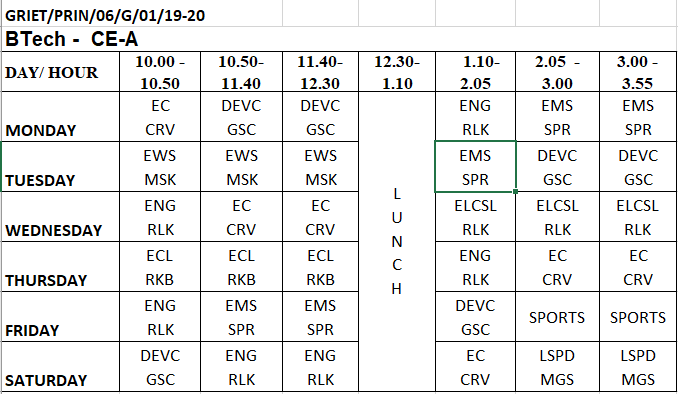 GRIET/PRIN/06/G/01/19-20
BTech - CE-A
DAY/ HOUR 10.00 - 10.50- 11.40- 12.30- 1.10- 2.05 - 3.00 -
10.50 11.40 12.30 1.10 2.05 3.00 3.55
EC DEVC DEVC ENG EMS EMS
MONDAY CRV GSC GSC RLK SPR SPR
EWS EWS EWS EMS DEVC DEVC
TUESDAY MSK MSK MSK SPR GSC GSC
L
U
N
C
H
ENG EC EC ELCSL ELCSL ELCSL
WEDNESDAY RLK CRV CRV RLK RLK RLK
ECL ECL ECL ENG EC EC
THURSDAY RKB RKB RKB RLK CRV CRV
ENG EMS EMS DEVC SPORTS SPORTS
FRIDAY RLK SPR SPR GSC
DEVC ENG ENG EC LSPD LSPD
SATURDAY GSC RLK RLK CRV MGS MGS